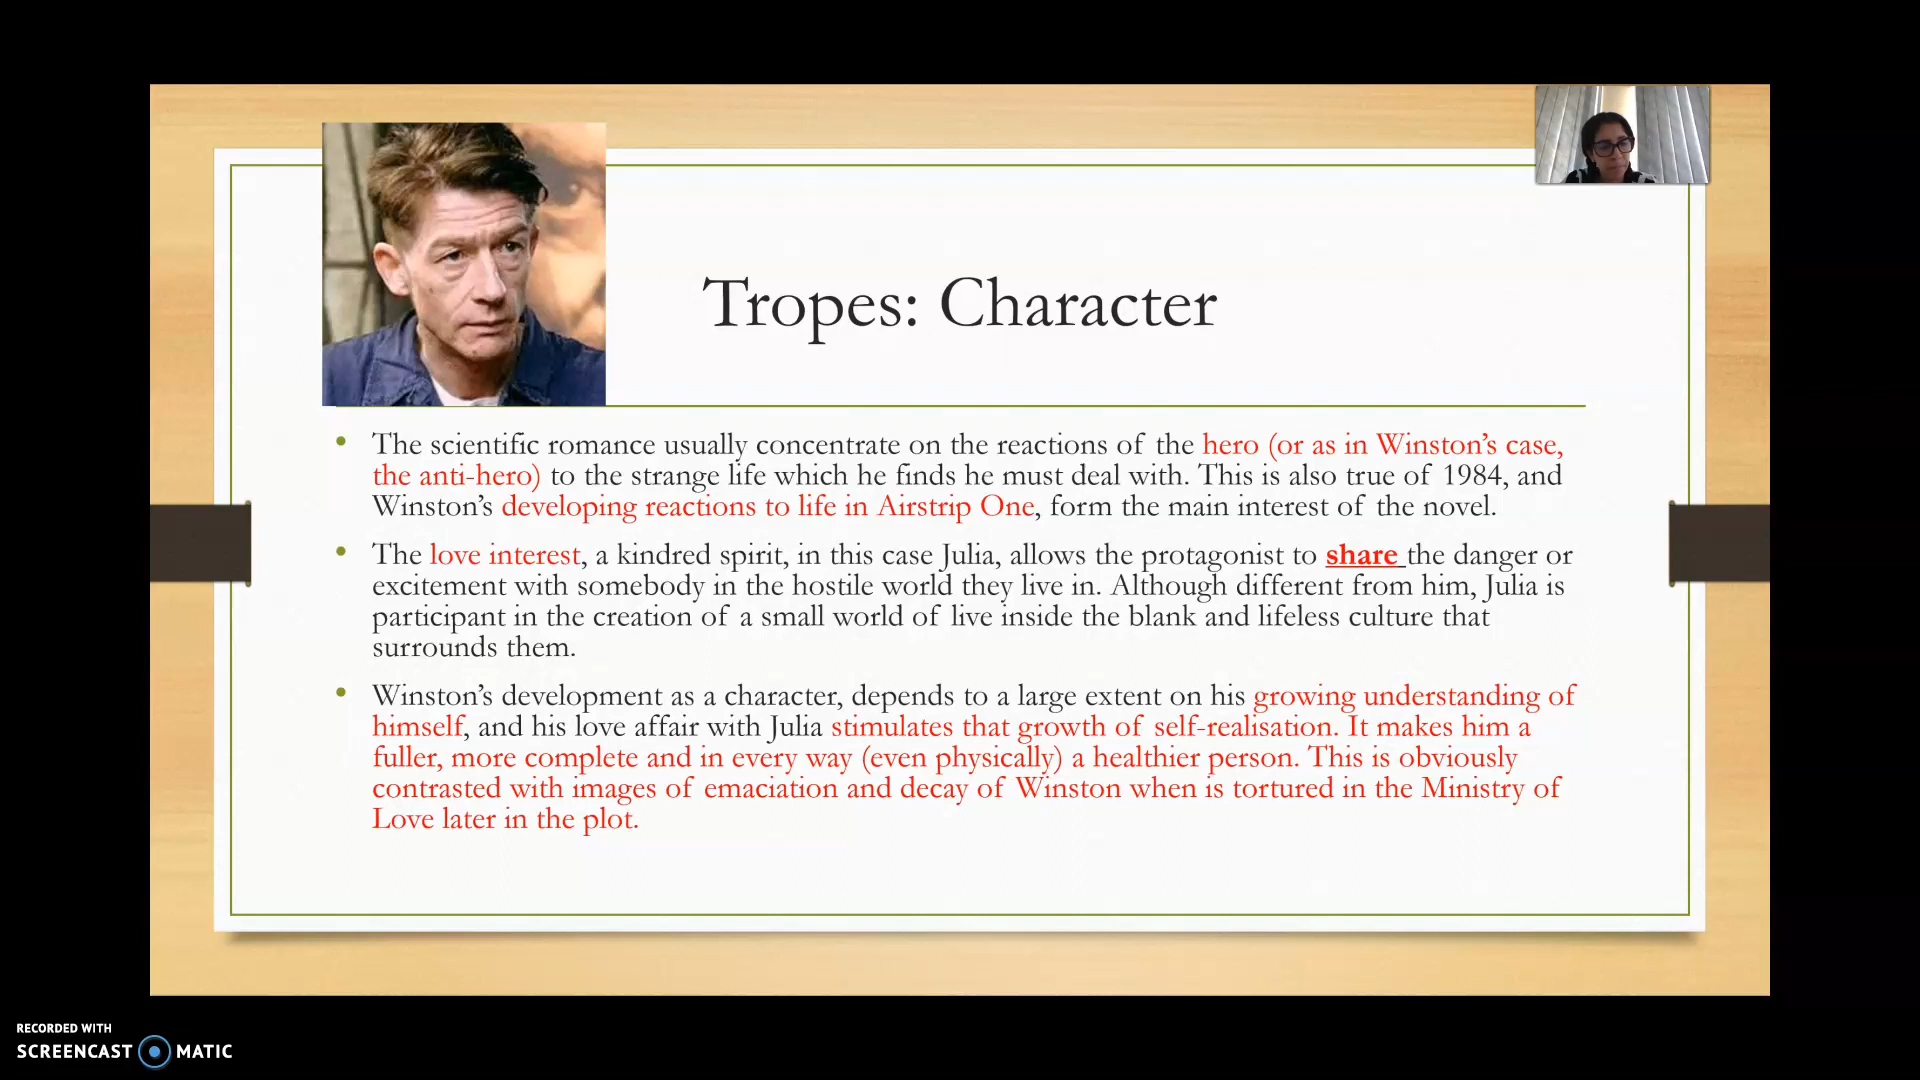 Tropes: Character
• The scientific romance usually concentrate on the reactions of the hero (or as in Winston's case,
the anti-hero) to the strange life which he finds he must deal with. This is also true of 1984, and
Winston's developing reactions to life in Airstrip One, form the main interest of the novel.
• The love interest, a kindred spirit, in this case Julia, allows the protagonist to share the danger or
excitement with somebody in the hostile world they live in. Although different from him, Julia is
participant in the creation of a small world of live inside the blank and lifeless culture that
surrounds them.
• Winston's development as a character, depends to a large extent on his growing understanding of
himself, and his love affair with Julia stimulates that growth of self-realisation. It makes him a
fuller, more complete and in every way (even physically) a healthier person. This is obviously
contrasted with images of emaciation and decay of Winston when is tortured in the Ministry of
Love later in the plot.
RECORDED WITH
SCREENCAST MATIC